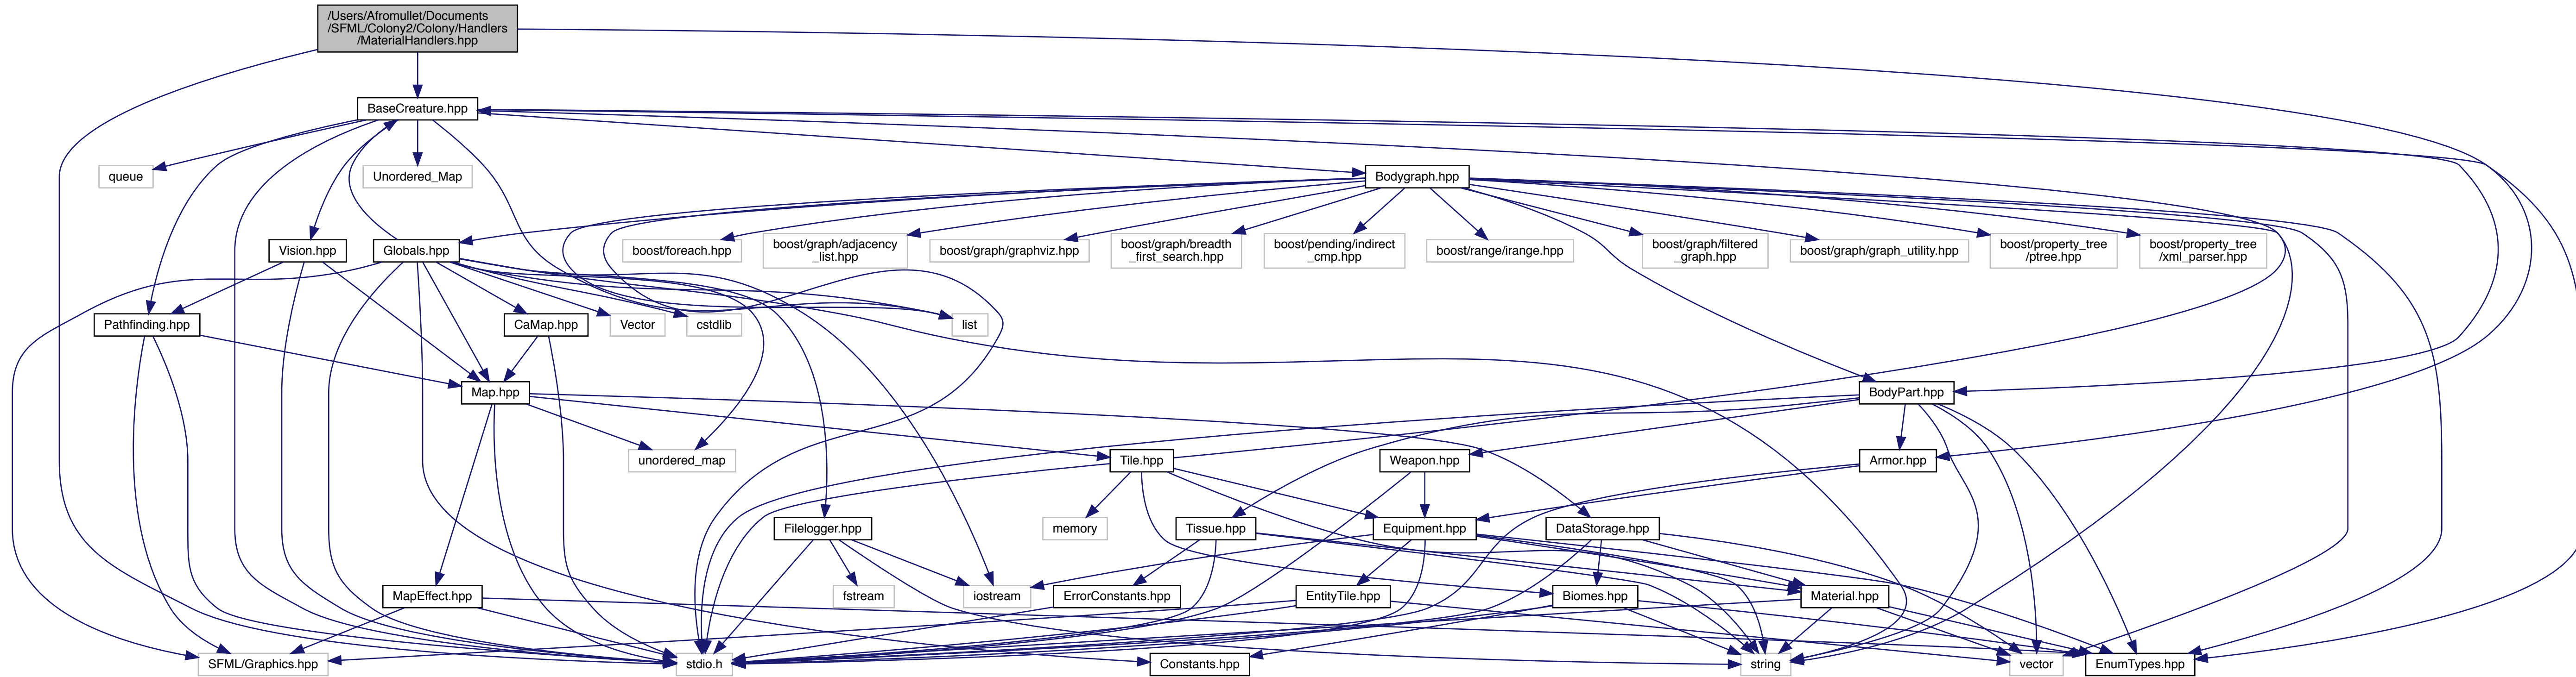 /Users/Afromullet/Documents
/SFML/Colony2/Colony/Handlers
/MaterialHandlers.hpp
BaseCreature.hpp
queue
Unordered_Map
Bodygraph.hpp
Vision.hpp
Globals.hpp
boost/foreach.hpp
boost/graph/adjacency
_list.hpp
boost/graph/graphviz.hpp
boost/graph/breadth
_first_search.hpp
boost/pending/indirect
_cmp.hpp
boost/range/irange.hpp
boost/graph/filtered
_graph.hpp
boost/graph/graph_utility.hpp
boost/property_tree
/ptree.hpp
boost/property_tree
/xml_parser.hpp
Pathfinding.hpp
CaMap.hpp
Vector
cstdlib
list
Map.hpp
BodyPart.hpp
unordered_map
Tile.hpp
Weapon.hpp
Armor.hpp
Filelogger.hpp
memory
Tissue.hpp
Equipment.hpp
DataStorage.hpp
MapEffect.hpp
fstream
iostream
ErrorConstants.hpp
EntityTile.hpp
Biomes.hpp
Material.hpp
SFML/Graphics.hpp
stdio.h
Constants.hpp
string
vector
EnumTypes.hpp